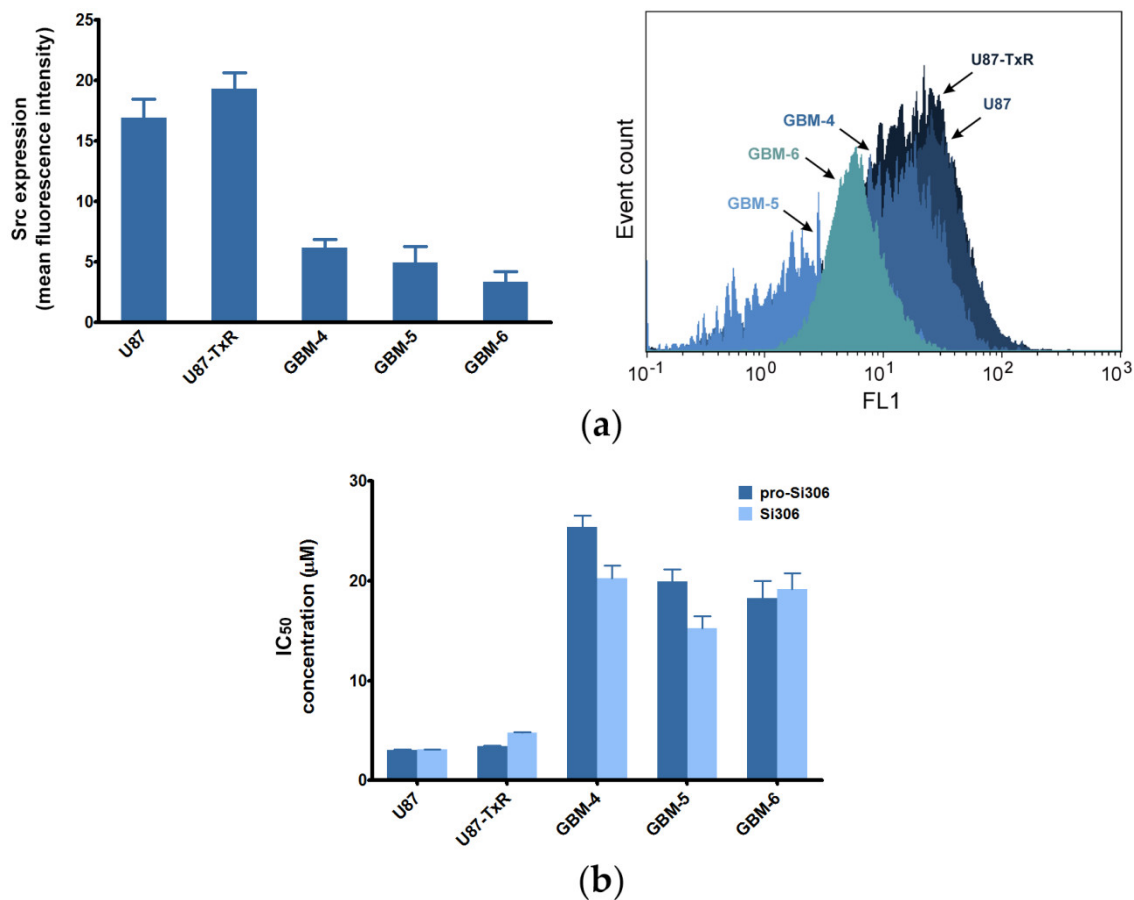 Src expression
(mean fluorescence intensity)
25
20
15
10
5
0
U87
U87-TxR
GBM-4
GBM-5
GBM-6
Event count
U87-TxR
U87
GBM-4
GBM-6
GBM-5
10-1
100
101
102
103
FL1
(a)
IC50
concentration (µM)
30
20
10
0
pro-Si306
Si306
U87
U87-TxR
GBM-4
GBM-5
GBM-6
(b)